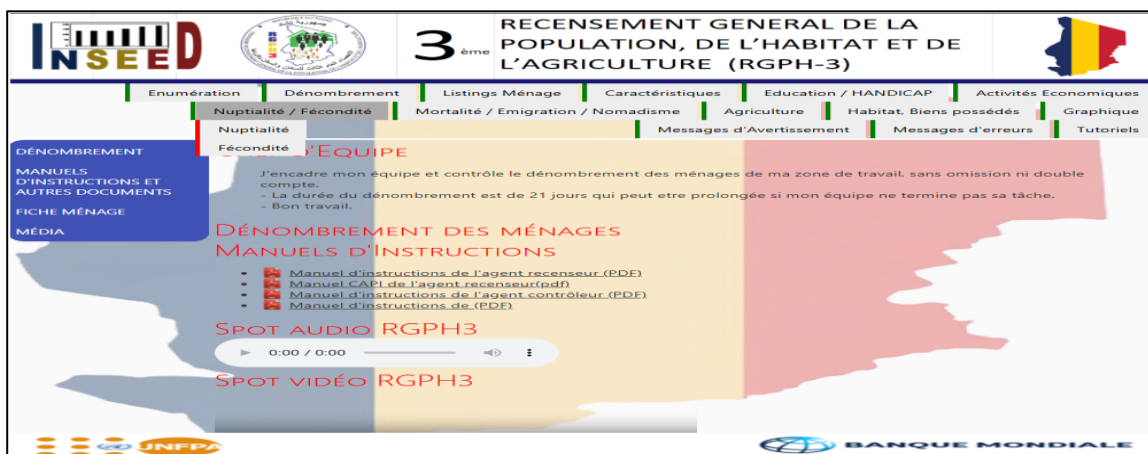 INSEED
3 ème
RECENSEMENT GENERAL DE LA
POPULATION, DE L'HABITAT ET DE
L'AGRICULTURE (RGPH-3)
Enumération Dénombrement Listings Ménage Caractéristiques Education / HANDICAP Activités Economiques
Nuptialité / Fécondité Mortalité / Emigration / Nomadisme Agriculture Habitat, Biens possédés Graphique
Nuptialité Messages d'Avertissement Messages d'erreurs Tutoriels
Fécondité
D'EQUIPE
DÉNOMBREMENT
MANUELS
D'INSTRUCTIONS ET
AUTRES DOCUMENTS
FICHE MÉNAGE
MÉDIA
J'encadre mon équipe et contrôle le dénombrement des ménages de ma zone de travail, sans omission ni double
compte.
- La durée du dénombrement est de 21 jours qui peut etre prolongée si mon équipe ne termine pas sa tâche.
- Bon travail.
DÉNOMBREMENT DES MÉNAGES
MANUELS D'INSTRUCTIONS
Manuel d'instructions de l'agent recenseur (PDF)
Manuel CAPI de l'agent recenseur(pdf)
Manuel d'instructions de l'agent contrôleur (PDF)
Manuel d'instructions de (PDF)
SPOT AUDIO RGPH3
0:00 / 0:00
SPOT VIDÉO RGPH3
UNFPA
BANQUE MONDIALE